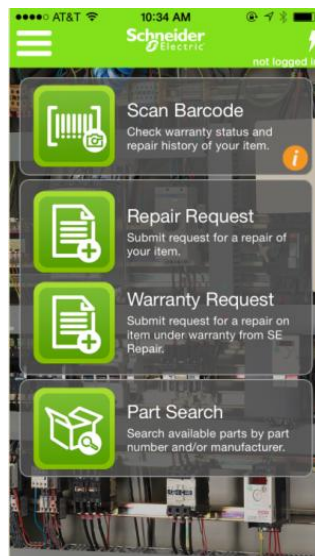 AT&T 10:34 AM
Schneider
Electric
not logged in
Scan Barcode
Check warranty status and
repair history of your item.
i
Repair Request
Submit request for a repair of
your item.
Warranty Request
Submit request for a repair on
item under warranty from SE
Repair.
Part Search
Search available parts by part
number and/or manufacturer.